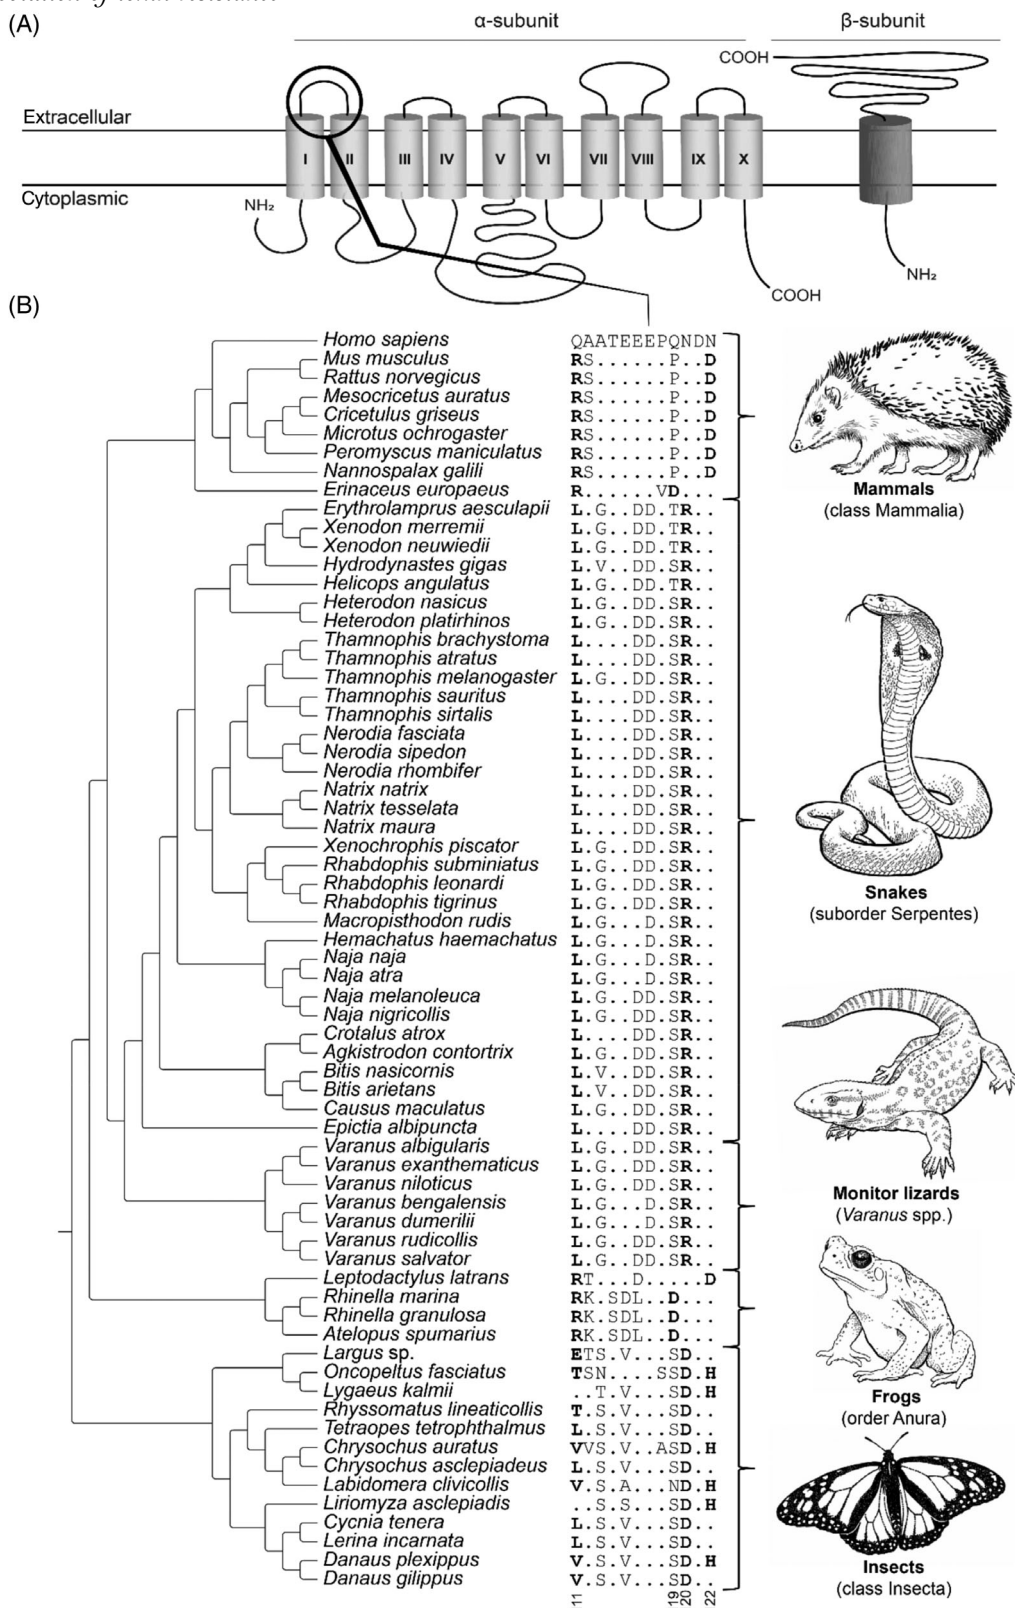 (A)
α-subunit
β-subunit
COOH
Extracellular
I II III IV V VI VII VIII IX X
Cytoplasmic
NH₂
NH₂
COOH
(B)
Homo sapiens QAATEEEPQNDN
Mus musculus RS......P..D
Rattus norvegicus RS......P..D
Mesocricetus auratus RS......P..D
Cricetulus griseus RS......P..D
Microtus ochrogaster RS......P..D
Peromyscus maniculatus RS......P..D
Nannospalax galili RS......P..D
Erinaceus europaeus R......VD...
Mammals
(class Mammalia)
Erythrolamprus aesculapii L.G..DD.TR..
Xenodon merremii L.G..DD.TR..
Xenodon neuwiedii L.G..DD.TR..
Hydrodynastes gigas L.V..DD.SR..
Helicops angulatus L.G..DD.TR..
Heterodon nasicus L.G..DD.SR..
Heterodon platirhinos L.G..DD.SR..
Thamnophis brachystoma L....DD.SR..
Thamnophis atratus L....DD.SR..
Thamnophis melanogaster L.G..DD.SR..
Thamnophis sauritus L....DD.SR..
Thamnophis sirtalis L....DD.SR..
Nerodia fasciata L....DD.SR..
Nerodia sipedon L....DD.SR..
Nerodia rhombifer L....DD.SR..
Natrix natrix L....DD.SR..
Natrix tesselata L....DD.SR..
Natrix maura L....DD.SR..
Xenochrophis piscator L.G..DD.SR..
Rhabdophis subminiatus L.G..DD.SR..
Rhabdophis leonardi L.G..DD.SR..
Rhabdophis tigrinus L.G..DD.SR..
Macropisthodon rudis L.G...D.SR..
Hemachatus haemachatus L.G...D.SR..
Naja naja L.G...D.SR..
Naja atra L.G...D.SR..
Naja melanoleuca L.G..DD.SR..
Naja nigricollis L.G..DD.SR..
Crotalus atrox L....DD.SR..
Agkistrodon contortrix L.G..DD.SR..
Bitis nasicornis L.V..DD.SR..
Bitis arietans L.V..DD.SR..
Causus maculatus L.G..DD.SR..
Epictia albipuncta L....DD.SR..
Snakes
(suborder Serpentes)
Varanus albigularis L.G..DD.SR..
Varanus exanthematicus L.G..DD.SR..
Varanus niloticus L.G..DD.SR..
Varanus bengalensis L.G...D.SR..
Varanus dumerilii L.G...D.SR..
Varanus rudicollis L.G..DD.SR..
Varanus salvator L.G..DD.SR..
Monitor lizards
(Varanus spp.)
Leptodactylus latrans RT...D.....D
Rhinella marina RK.SDL..D...
Rhinella granulosa RK.SDL..D...
Atelopus spumarius RK.SDL..D...
Frogs
(order Anura)
Largus sp. ETS.V...SD..
Oncopeltus fasciatus TSN....SSD.H
Lygaeus kalmii ..T.V...SD.H
Rhyssomatus lineaticollis T.S.V...SD..
Tetraopes tetrophthalmus L.S.V...SD..
Chrysochus auratus VVS.V..ASD.H
Chrysochus asclepiadeus L.S.V...SD..
Labidomera clivicollis V.S.A...ND.H
Liriomyza asclepiadis ..S.S...SD.H
Cycnia tenera L.S.V...SD..
Lerina incarnata L.S.V...SD..
Danaus plexippus V.S.V...SD.H
Danaus gilippus V.S.V...SD..
Insects
(class Insecta)
11 19 20 22